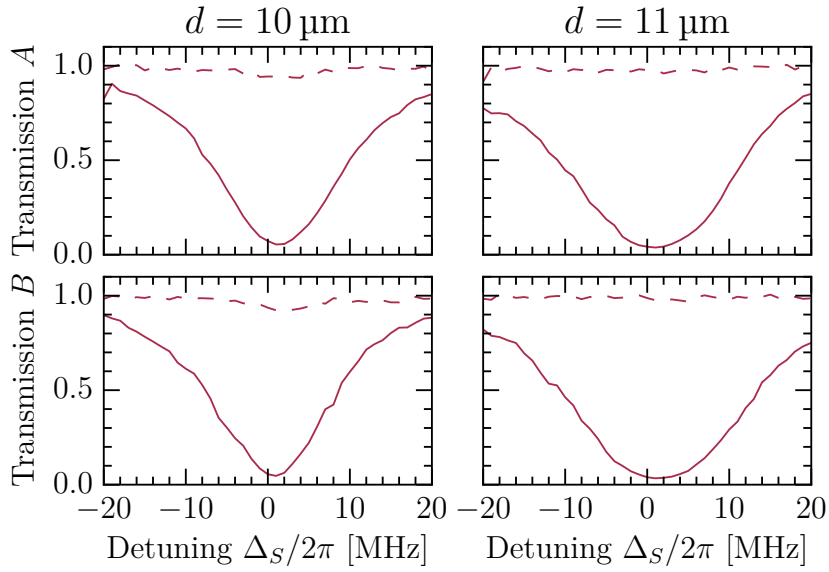 d = 10 µm
d = 11 µm
Transmission A
1.0
0.5
0.0
Transmission B
1.0
0.5
0.0
−20 −10 0 10 20
−20 −10 0 10 20
Detuning Δ_S/2π [MHz]
Detuning Δ_S/2π [MHz]